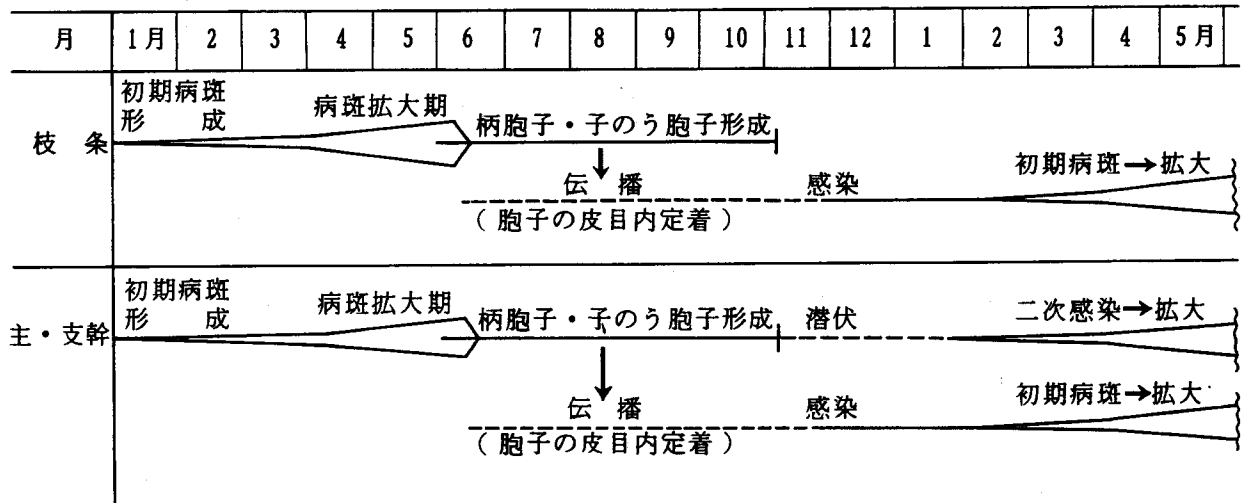 月 1月 2 3 4 5 6 7 8 9 10 11 12 1 2 3 4 5月
枝条
初期病斑
形成
病斑拡大期
柄胞子・子のう胞子形成
伝播
(胞子の皮目内定着)
感染
初期病斑→拡大
主・支幹
初期病斑
形成
病斑拡大期
柄胞子・子のう胞子形成
潜伏
二次感染→拡大
伝播
(胞子の皮目内定着)
感染
初期病斑→拡大